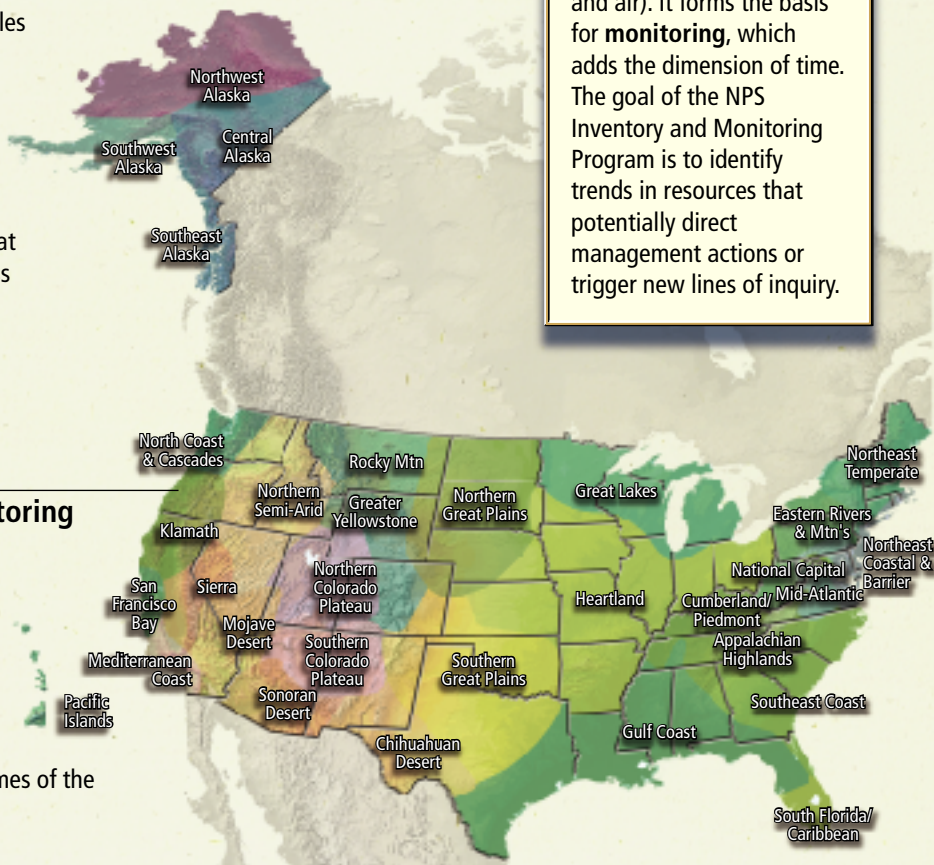 les
at
s
toring
mes of the
and air). It forms the basis
for monitoring, which
adds the dimension of time.
The goal of the NPS
Inventory and Monitoring
Program is to identify
trends in resources that
potentially direct
management actions or
trigger new lines of inquiry.
Northwest
Alaska
Southwest
Alaska
Central
Alaska
Southeast
Alaska
North Coast
& Cascades
Rocky Mtn
Northern
Semi-Arid
Greater
Yellowstone
Northern
Great Plains
Great Lakes
Northeast
Temperate
Klamath
Eastern Rivers
& Mtn's
Northeast
Coastal &
Barrier
San
Francisco
Bay
Sierra
Northern
Colorado
Plateau
Heartland
National Capital
Mid-Atlantic
Cumberland/
Piedmont
Mojave
Desert
Southern
Colorado
Plateau
Appalachian
Highlands
Mediterranean
Coast
Southern
Great Plains
Sonoran
Desert
Southeast Coast
Pacific
Islands
Chihuahuan
Desert
Gulf Coast
South Florida/
Caribbean